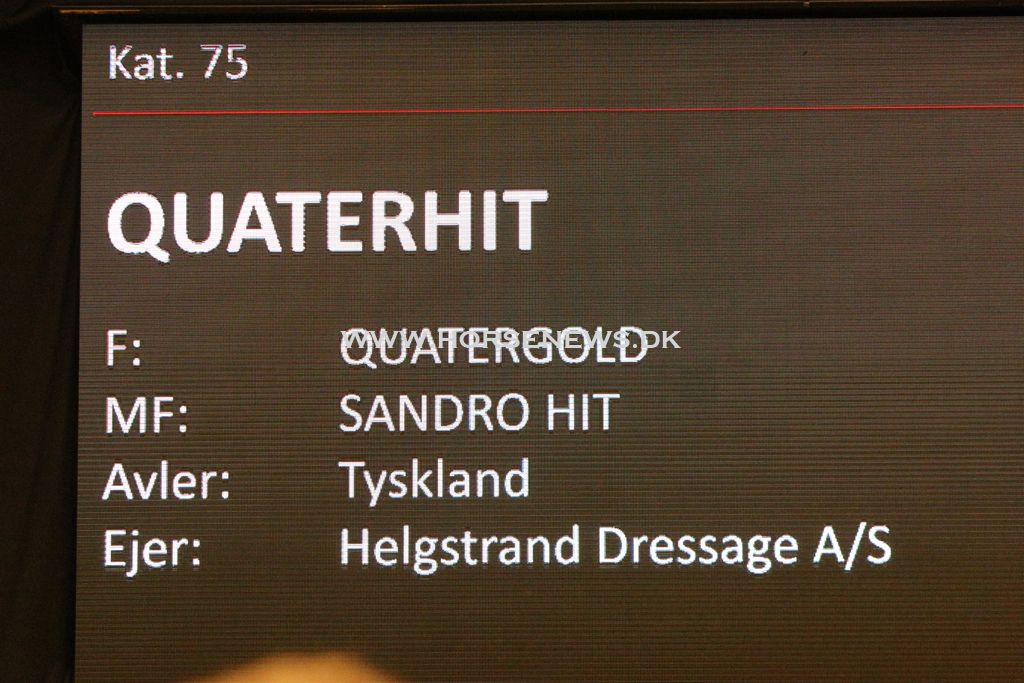 Kat. 75
QUATERHIT
F: QUATERGOLD
WWW.HORSENEWS.DK
MF: SANDRO HIT
Avler: Tyskland
Ejer: Helgstrand Dressage A/S